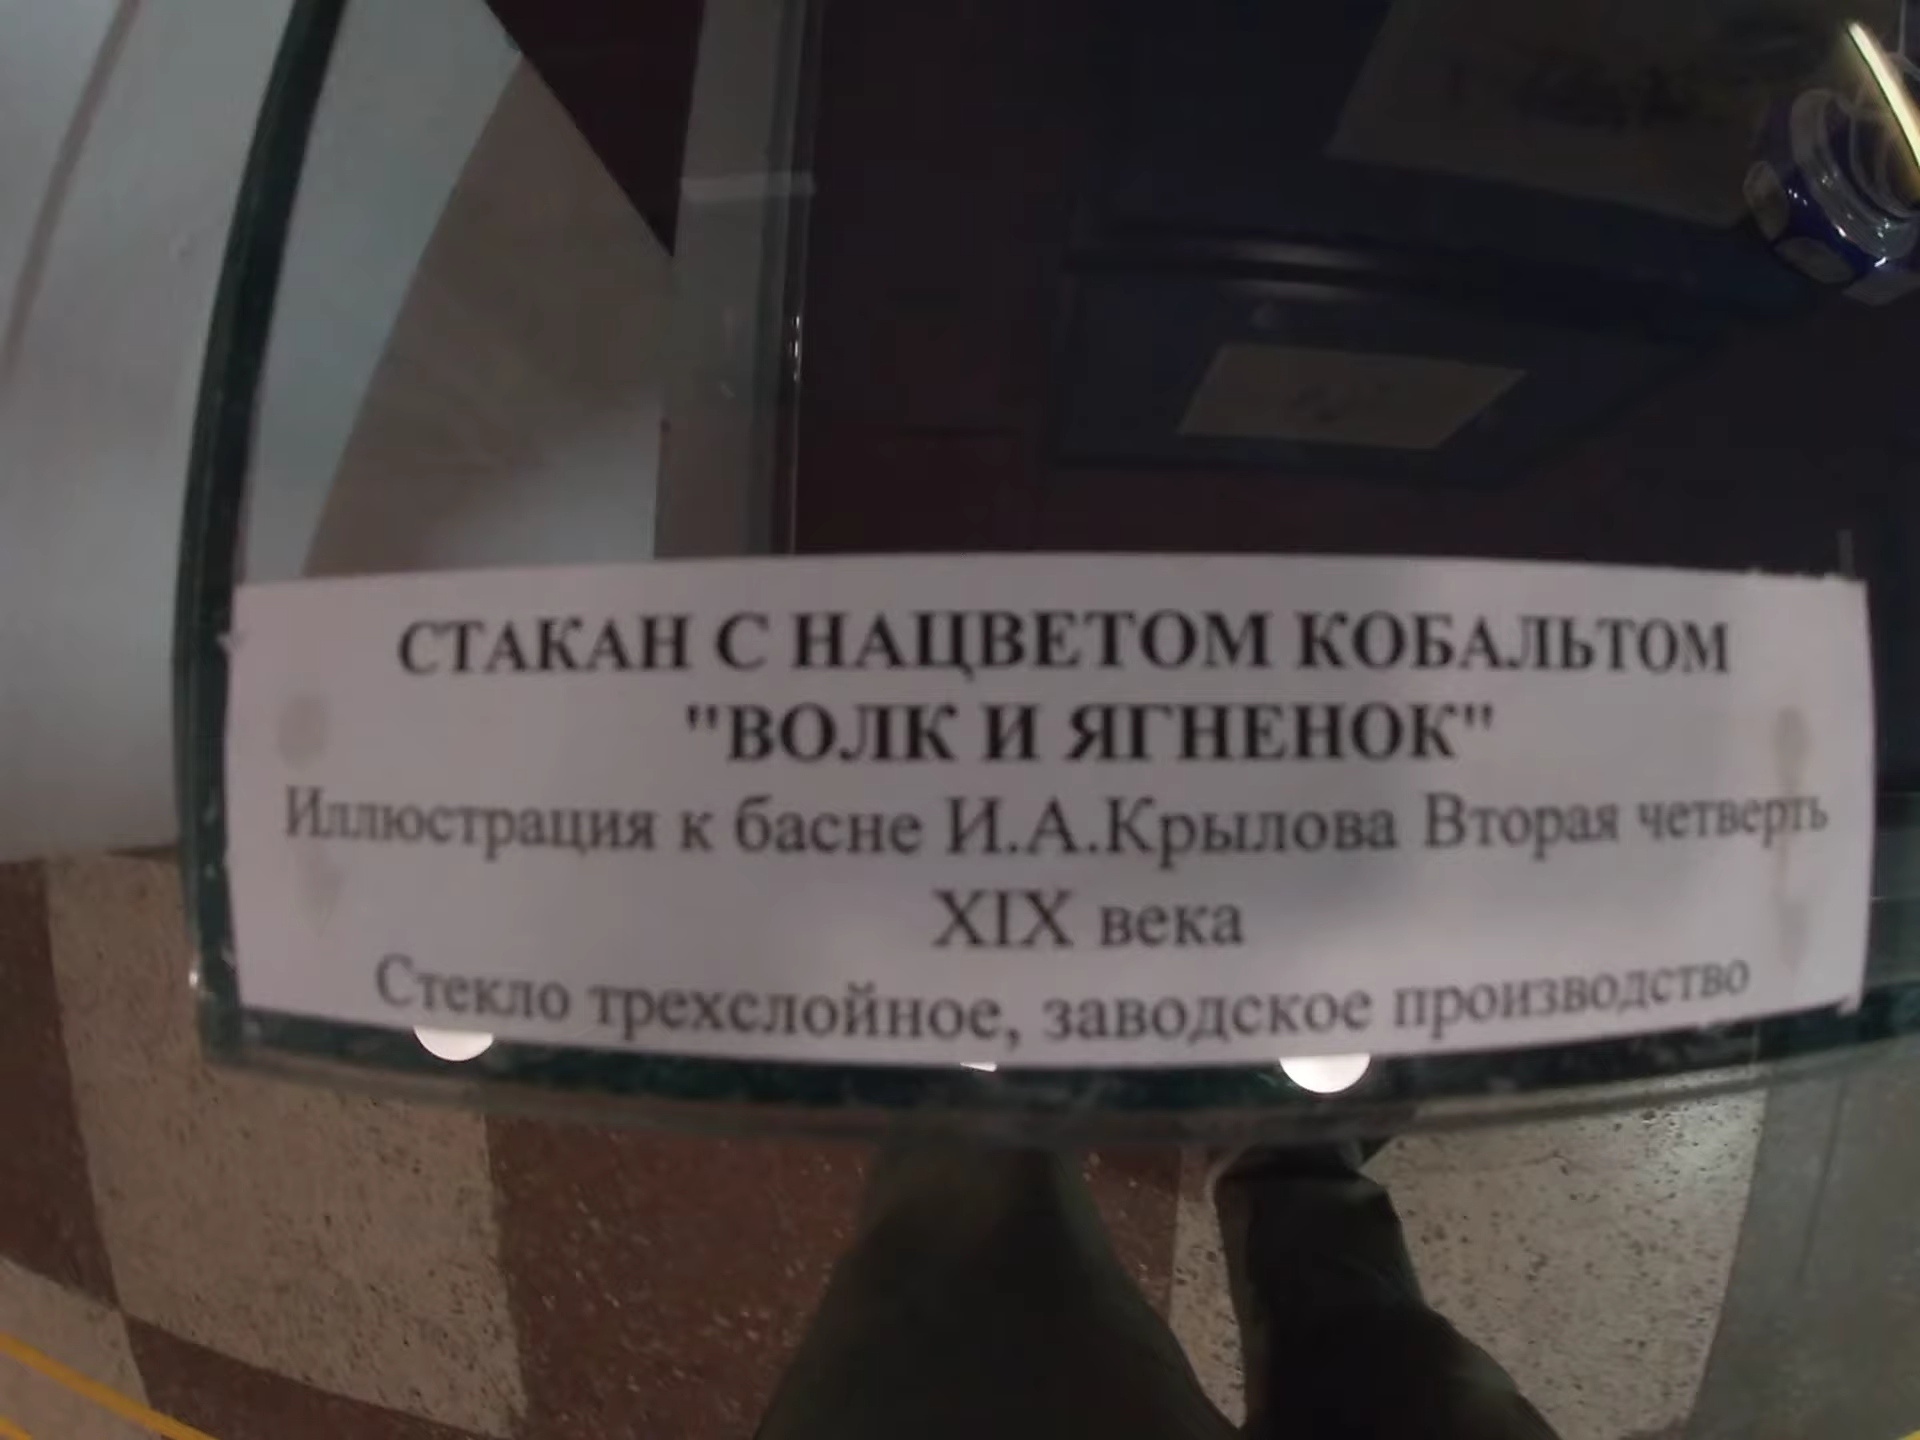 СТАКАН С НАЦВЕТОМ КОБАЛЬТОМ
"ВОЛК И ЯГНЕНОК"
Иллюстрация к басне И.А.Крылова Вторая четверть
XIX века
Стекло трехслойное, заводское производство